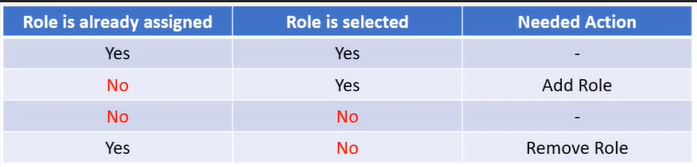 Role is already assigned Role is selected Needed Action
Yes Yes -
No Yes Add Role
No No -
Yes No Remove Role